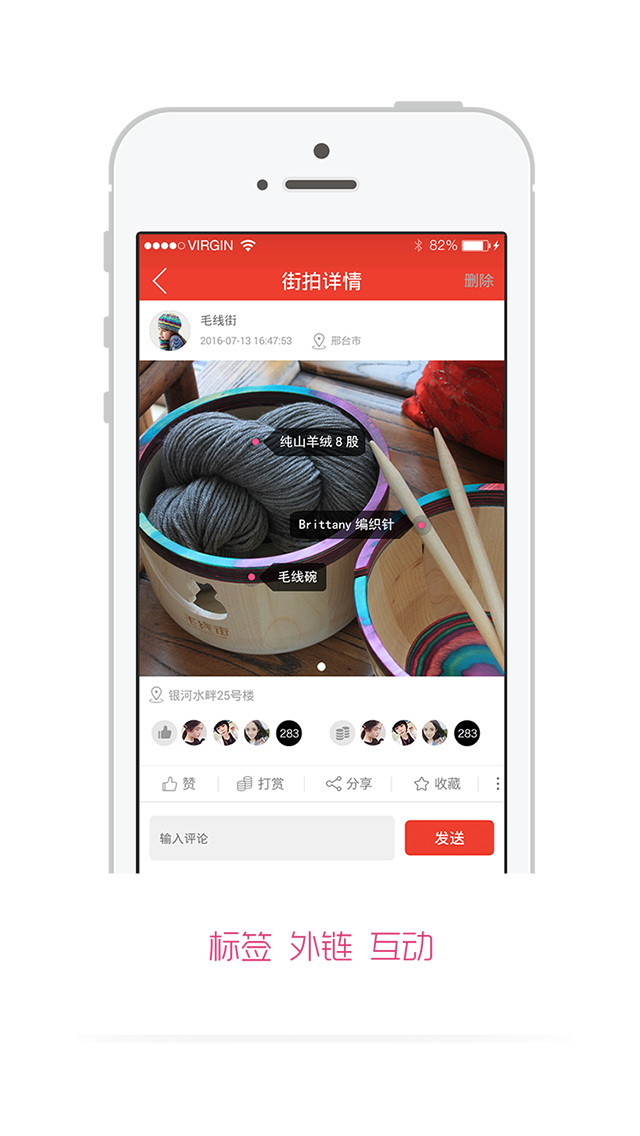 VIRGIN 82%
街拍详情 删除
毛线街
2016-07-13 16:47:53 邢台市
纯山羊绒 8 股
Brittany 编织针
毛线碗
毛线街
银河水畔25号楼
283 283
赞 打赏 分享 收藏
输入评论 发送
标签 外链 互动